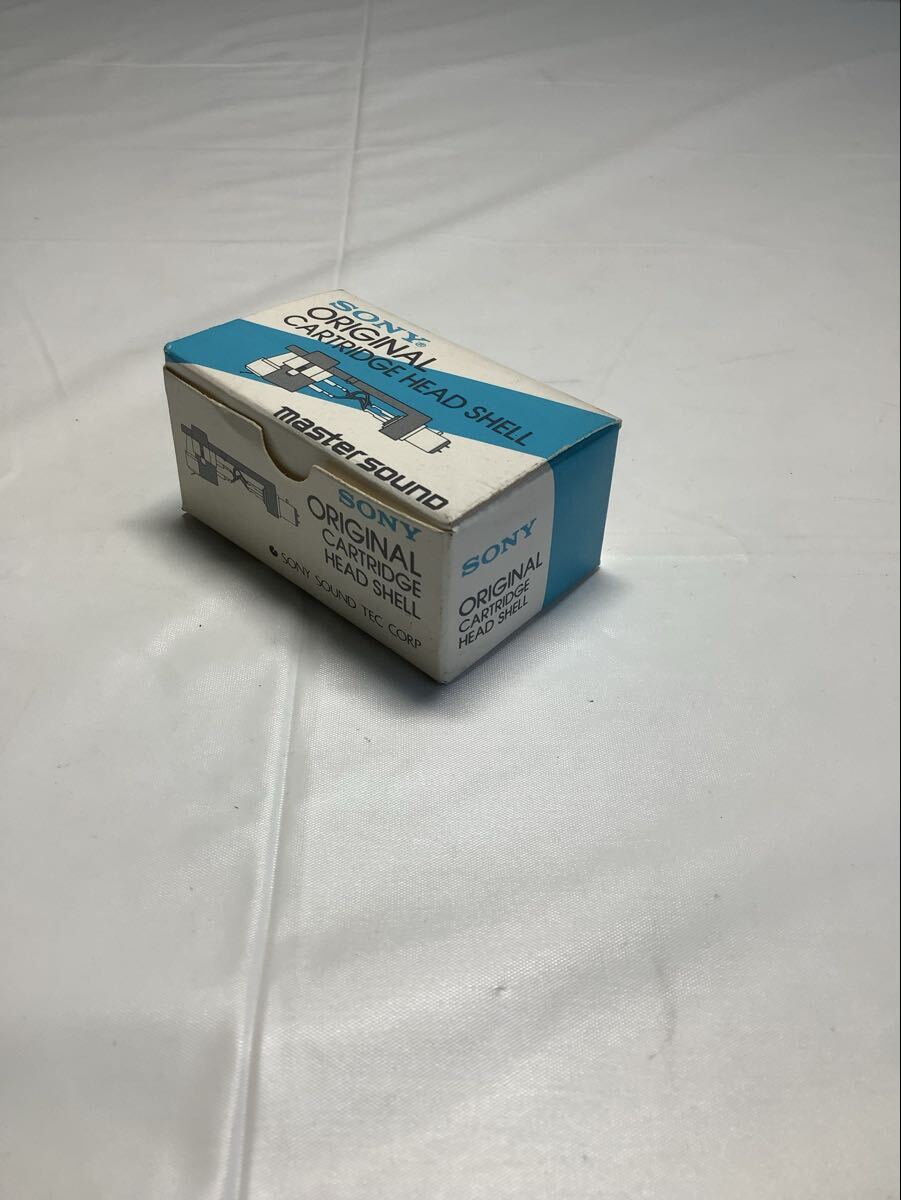 SONY®
ORIGINAL
CARTRIDGE HEAD SHELL
mastersound
SONY
ORIGINAL
CARTRIDGE
HEAD SHELL
SONY SOUND TEC CORP
SONY
ORIGINAL
CARTRIDGE
HEAD SHELL